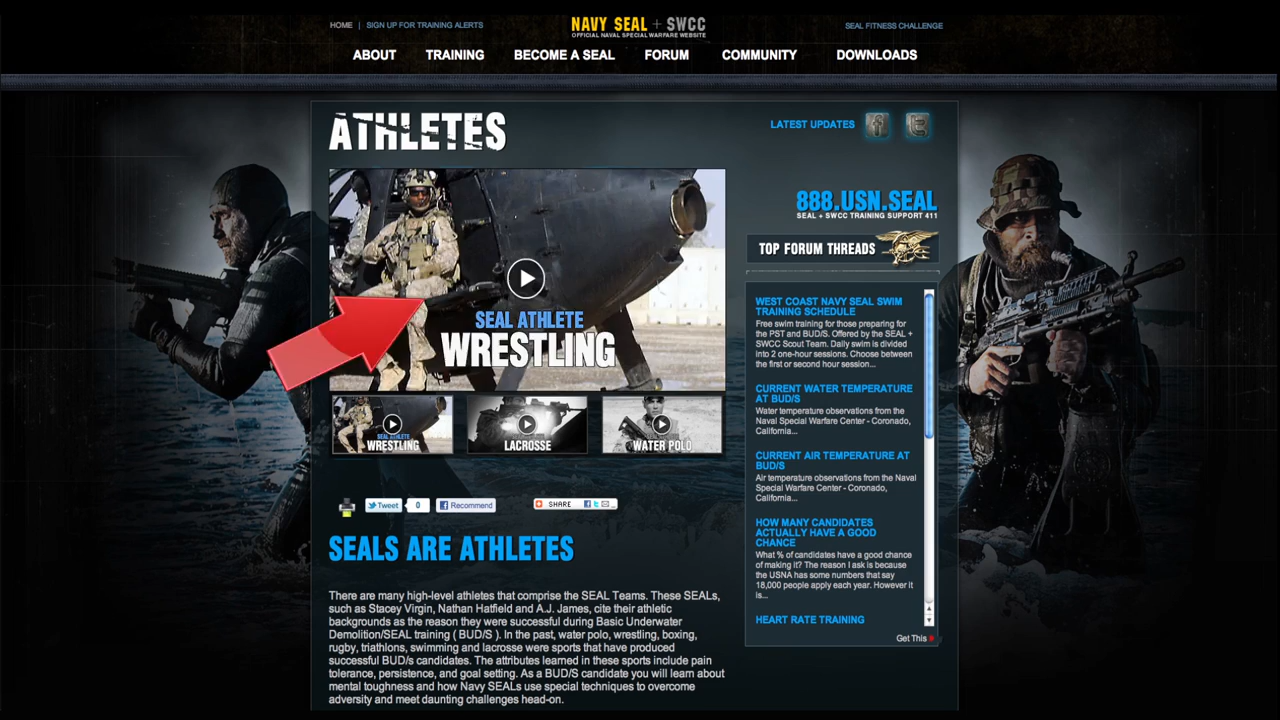 HOME | SIGN UP FOR TRAINING ALERTS
NAVY SEAL + SWCC
OFFICIAL NAVAL SPECIAL WARFARE WEBSITE
SEAL FITNESS CHALLENGE
ABOUT TRAINING BECOME A SEAL FORUM COMMUNITY DOWNLOADS
ATHLETES
LATEST UPDATES
SEAL ATHLETE
WRESTLING
SEAL ATHLETE
WRESTLING
LACROSSE
WATER POLO
Tweet 0 Recommend SHARE
SEALS ARE ATHLETES
There are many high-level athletes that comprise the SEAL Teams. These SEALs,
such as Stacey Virgin, Nathan Hatfield and A.J. James, cite their athletic
backgrounds as the reason they were successful during Basic Underwater
Demolition/SEAL training ( BUD/S ). In the past, water polo, wrestling, boxing,
rugby, triathlons, swimming and lacrosse were sports that have produced
successful BUD/s candidates. The attributes learned in these sports include pain
tolerance, persistence, and goal setting. As a BUD/S candidate you will learn about
mental toughness and how Navy SEALs use special techniques to overcome
adversity and meet daunting challenges head-on.
888.USN.SEAL
SEAL + SWCC TRAINING SUPPORT 411
TOP FORUM THREADS
WEST COAST NAVY SEAL SWIM
TRAINING SCHEDULE
Free swim training for those preparing for
the PST and BUD/S. Offered by the SEAL +
SWCC Scout Team. Daily swim is divided
into 2 one-hour sessions. Choose between
the first or second hour session...
CURRENT WATER TEMPERATURE
AT BUD/S
Water temperature observations from the
Naval Special Warfare Center - Coronado,
California...
CURRENT AIR TEMPERATURE AT
BUD/S
Air temperature observations from the Naval
Special Warfare Center - Coronado,
California...
HOW MANY CANDIDATES
ACTUALLY HAVE A GOOD
CHANCE
What % of candidates have a good chance
of making it? The reason I ask is because
the USNA has some numbers that say
18,000 people apply each year. However it
is...
HEART RATE TRAINING
Get This